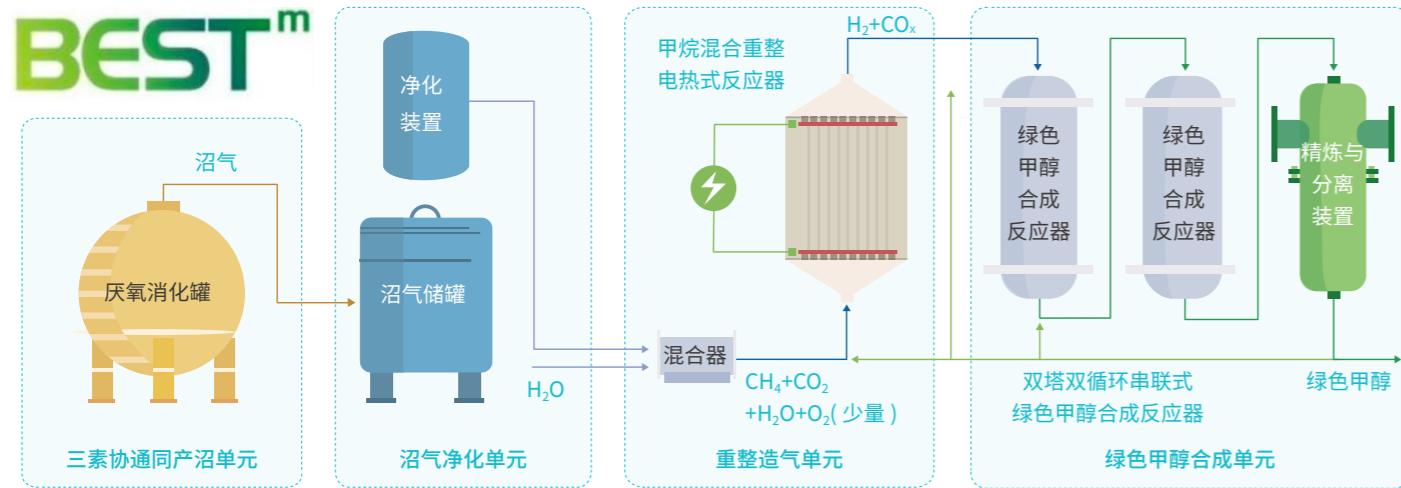 BEST^m
沼气
厌氧消化罐
三素协通同产沼单元
净化
装置
沼气储罐
H₂O
沼气净化单元
甲烷混合重整
电热式反应器
H₂+COₓ
混合器
CH₄+CO₂
+H₂O+O₂( 少量 )
重整造气单元
绿色
甲醇
合成
反应器
绿色
甲醇
合成
反应器
精炼与
分离
装置
双塔双循环串联式
绿色甲醇合成反应器
绿色甲醇
绿色甲醇合成单元